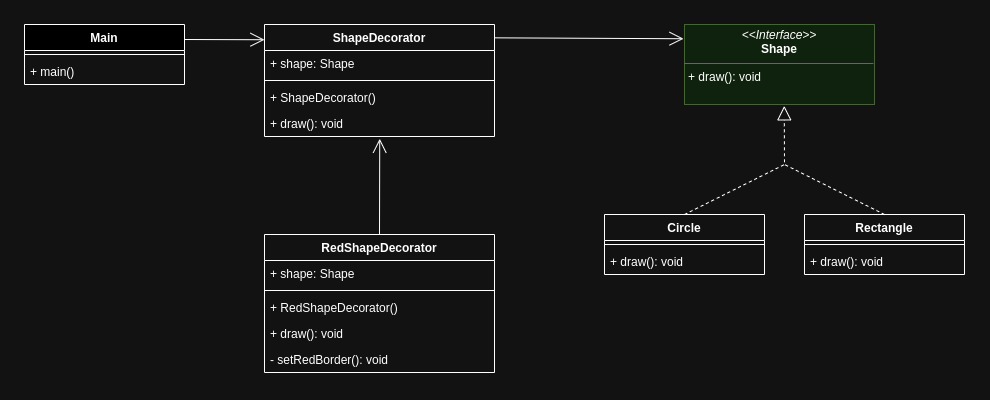 Main
+ main()
ShapeDecorator
+ shape: Shape
+ ShapeDecorator()
+ draw(): void
<<Interface>>
Shape
+ draw(): void
RedShapeDecorator
+ shape: Shape
+ RedShapeDecorator()
+ draw(): void
- setRedBorder(): void
Circle
+ draw(): void
Rectangle
+ draw(): void